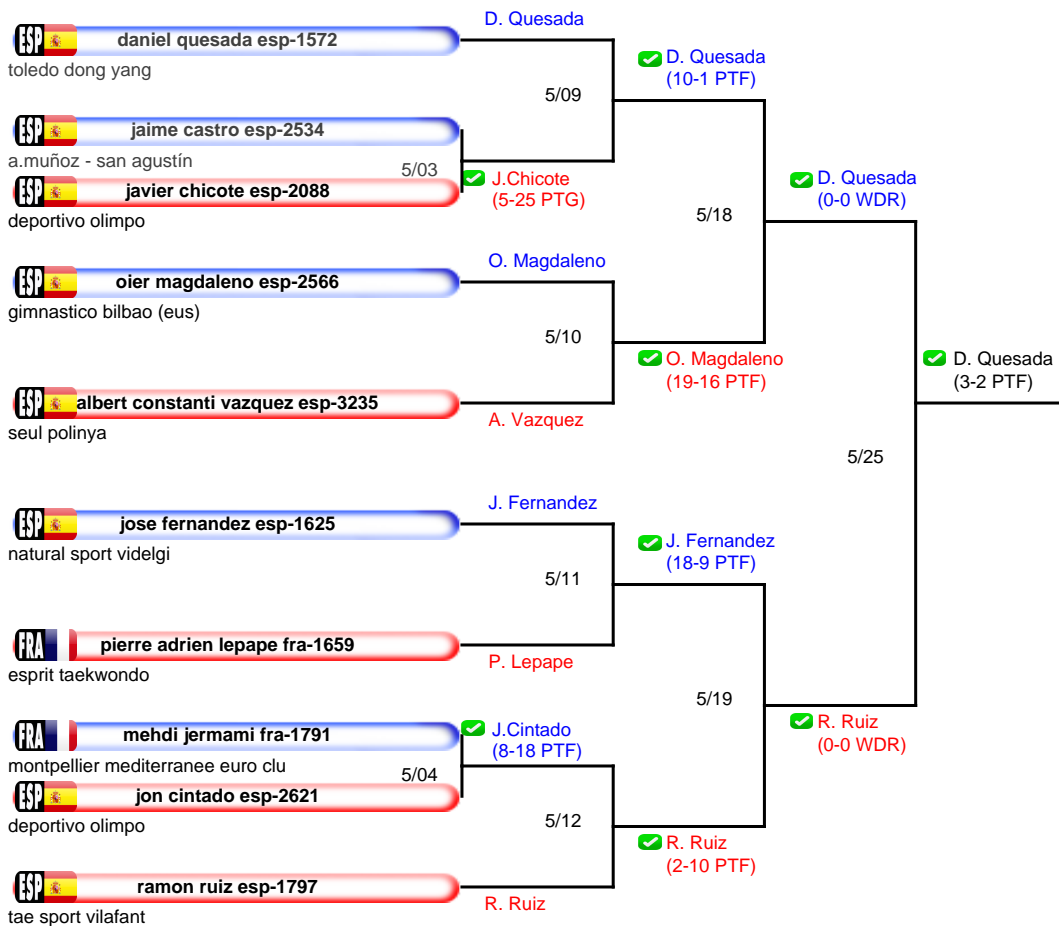 D. Quesada
ESP daniel quesada esp-1572
toledo dong yang
D. Quesada
(10-1 PTF)
5/09
ESP jaime castro esp-2534
a.muñoz - san agustín
5/03
J.Chicote
(5-25 PTG)
ESP javier chicote esp-2088
deportivo olimpo
D. Quesada
(0-0 WDR)
5/18
O. Magdaleno
ESP oier magdaleno esp-2566
gimnastico bilbao (eus)
5/10
O. Magdaleno
(19-16 PTF)
D. Quesada
(3-2 PTF)
ESP albert constanti vazquez esp-3235
A. Vazquez
seul polinya
5/25
J. Fernandez
ESP jose fernandez esp-1625
natural sport videlgi
J. Fernandez
(18-9 PTF)
5/11
FRA pierre adrien lepape fra-1659
P. Lepape
esprit taekwondo
5/19
R. Ruiz
(0-0 WDR)
FRA mehdi jermami fra-1791
J.Cintado
(8-18 PTF)
montpellier mediterranee euro clu
5/04
ESP jon cintado esp-2621
deportivo olimpo
5/12
R. Ruiz
(2-10 PTF)
ESP ramon ruiz esp-1797
R. Ruiz
tae sport vilafant